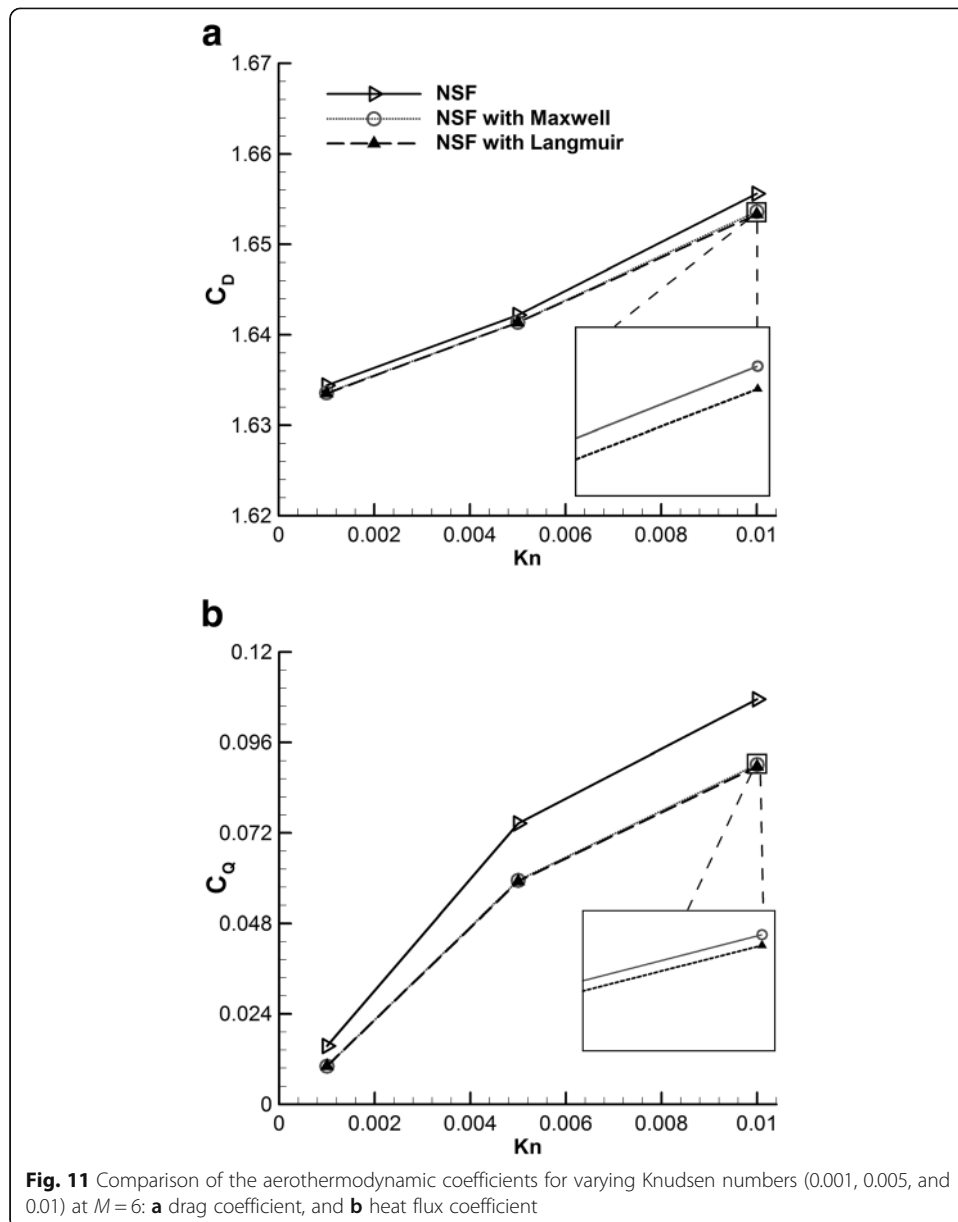 a
1.67
1.66
1.65
1.64
1.63
1.62
C_D
NSF
NSF with Maxwell
NSF with Langmuir
0 0.002 0.004 0.006 0.008 0.01
Kn
b
0.12
0.096
0.072
0.048
0.024
0
C_Q
0 0.002 0.004 0.006 0.008 0.01
Kn
Fig. 11 Comparison of the aerothermodynamic coefficients for varying Knudsen numbers (0.001, 0.005, and
0.01) at M = 6: a drag coefficient, and b heat flux coefficient